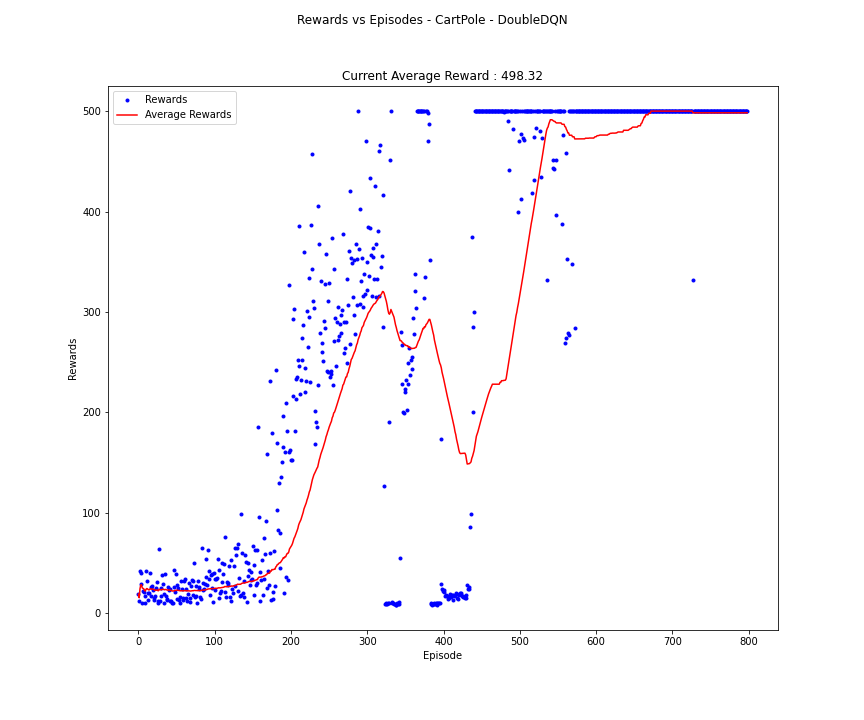 Rewards vs Episodes - CartPole - DoubleDQN
Current Average Reward : 498.32
Rewards
Average Rewards
500
400
300
200
100
0
Rewards
0 100 200 300 400 500 600 700 800
Episode